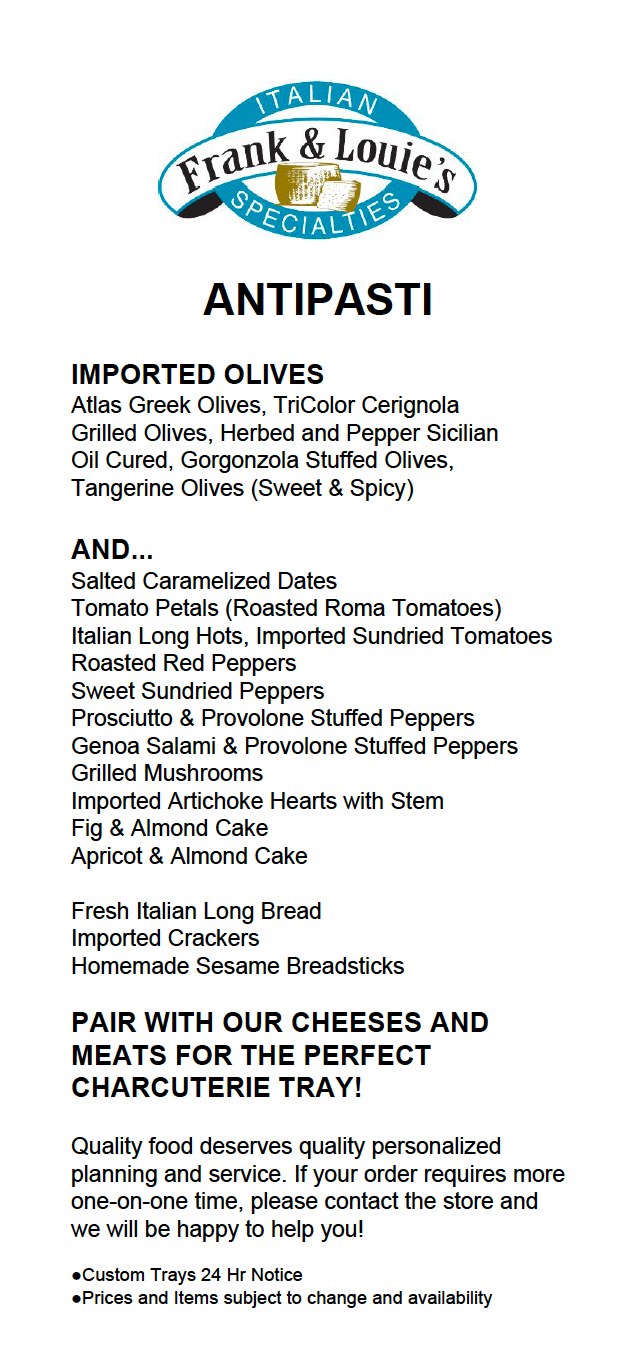 ITALIAN
Frank & Louie's
SPECIALTIES
ANTIPASTI
IMPORTED OLIVES
Atlas Greek Olives, TriColor Cerignola
Grilled Olives, Herbed and Pepper Sicilian
Oil Cured, Gorgonzola Stuffed Olives,
Tangerine Olives (Sweet & Spicy)
AND...
Salted Caramelized Dates
Tomato Petals (Roasted Roma Tomatoes)
Italian Long Hots, Imported Sundried Tomatoes
Roasted Red Peppers
Sweet Sundried Peppers
Prosciutto & Provolone Stuffed Peppers
Genoa Salami & Provolone Stuffed Peppers
Grilled Mushrooms
Imported Artichoke Hearts with Stem
Fig & Almond Cake
Apricot & Almond Cake
Fresh Italian Long Bread
Imported Crackers
Homemade Sesame Breadsticks
PAIR WITH OUR CHEESES AND
MEATS FOR THE PERFECT
CHARCUTERIE TRAY!
Quality food deserves quality personalized
planning and service. If your order requires more
one-on-one time, please contact the store and
we will be happy to help you!
●Custom Trays 24 Hr Notice
●Prices and Items subject to change and availability